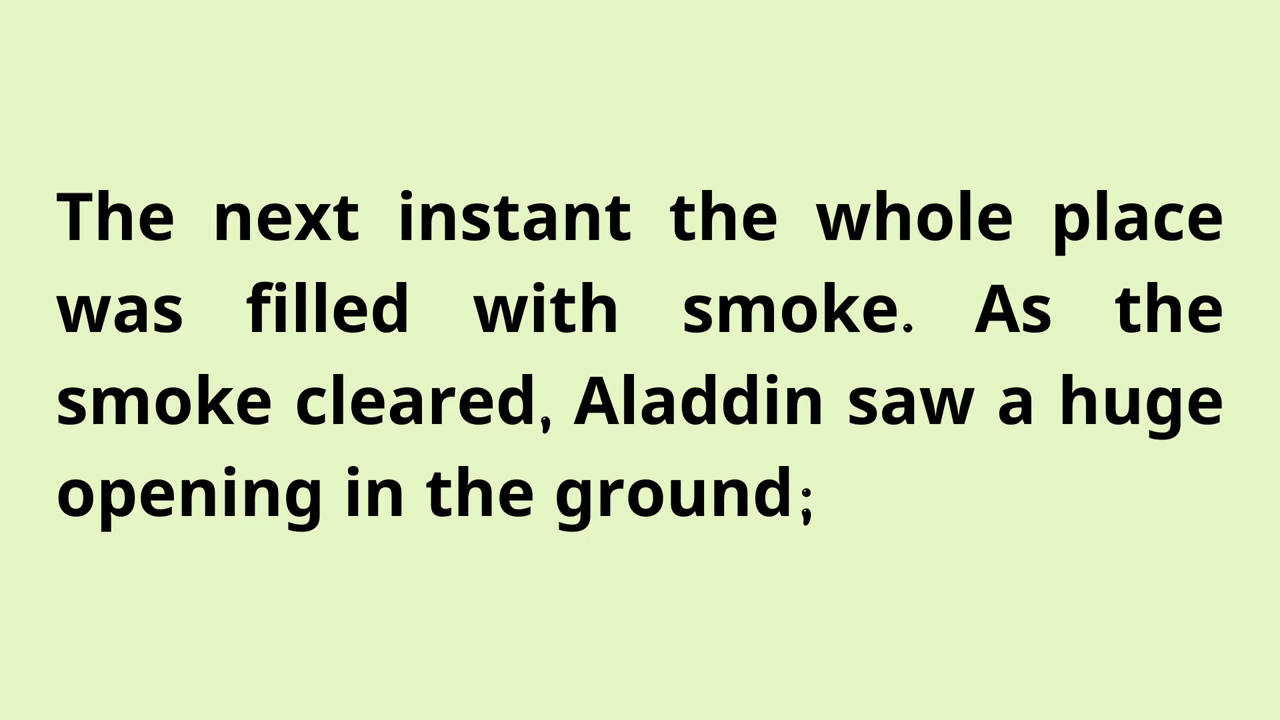 The next instant the whole place
was filled with smoke. As the
smoke cleared, Aladdin saw a huge
opening in the ground;